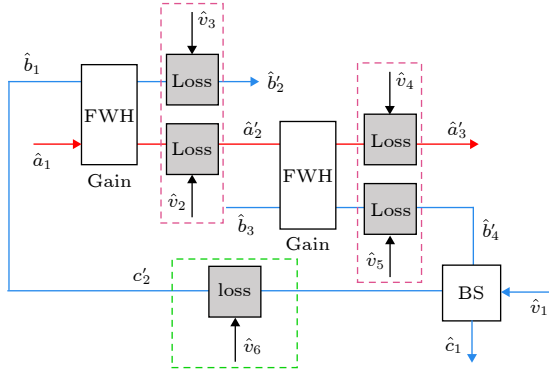 v̂₃
b̂₁
Loss
b̂′₂
v̂₄
FWH
Loss
â′₂
Loss
â′₃
â₁
FWH
Gain
v̂₂
b̂₃
Loss
Gain
v̂₅
b̂′₄
c′₂
loss
BS
v̂₁
v̂₆
ĉ₁